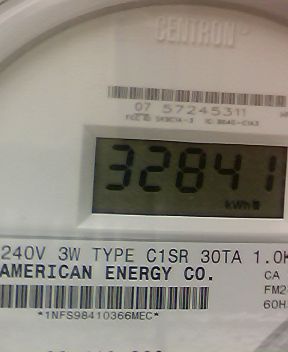 CENTRON®
07 57245311
32841
kWh
240V 3W TYPE C1SR 30TA 1.0K
AMERICAN ENERGY CO.
CA
FM2
60H
*1NFS98410366MEC*